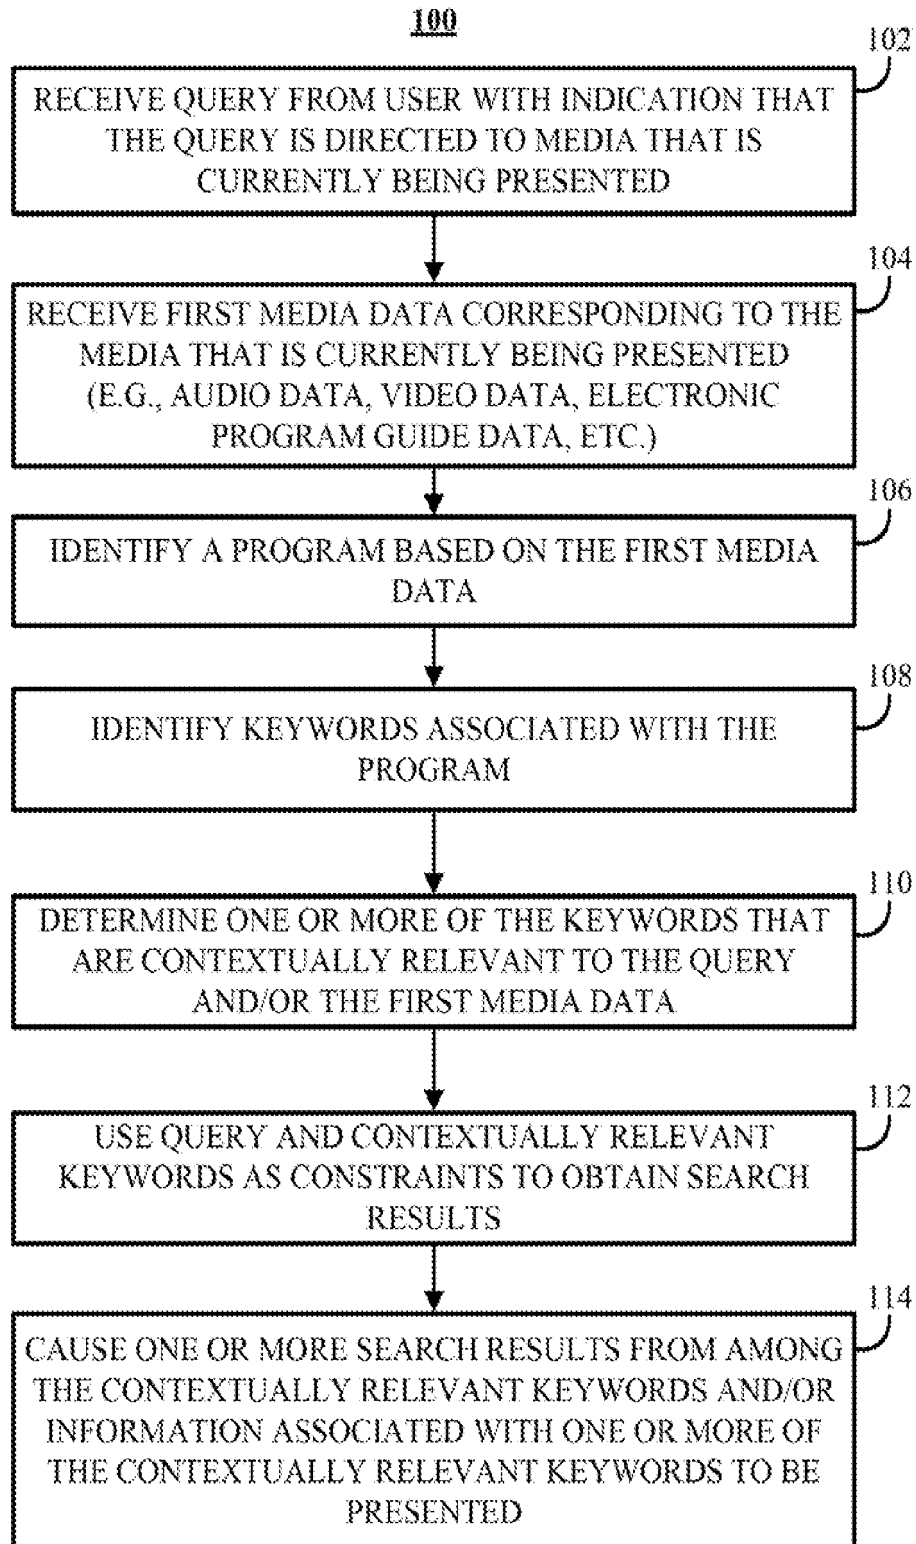 100
102
RECEIVE QUERY FROM USER WITH INDICATION THAT
THE QUERY IS DIRECTED TO MEDIA THAT IS
CURRENTLY BEING PRESENTED
104
RECEIVE FIRST MEDIA DATA CORRESPONDING TO THE
MEDIA THAT IS CURRENTLY BEING PRESENTED
(E.G., AUDIO DATA, VIDEO DATA, ELECTRONIC
PROGRAM GUIDE DATA, ETC.)
106
IDENTIFY A PROGRAM BASED ON THE FIRST MEDIA
DATA
108
IDENTIFY KEYWORDS ASSOCIATED WITH THE
PROGRAM
110
DETERMINE ONE OR MORE OF THE KEYWORDS THAT
ARE CONTEXTUALLY RELEVANT TO THE QUERY
AND/OR THE FIRST MEDIA DATA
112
USE QUERY AND CONTEXTUALLY RELEVANT
KEYWORDS AS CONSTRAINTS TO OBTAIN SEARCH
RESULTS
114
CAUSE ONE OR MORE SEARCH RESULTS FROM AMONG
THE CONTEXTUALLY RELEVANT KEYWORDS AND/OR
INFORMATION ASSOCIATED WITH ONE OR MORE OF
THE CONTEXTUALLY RELEVANT KEYWORDS TO BE
PRESENTED